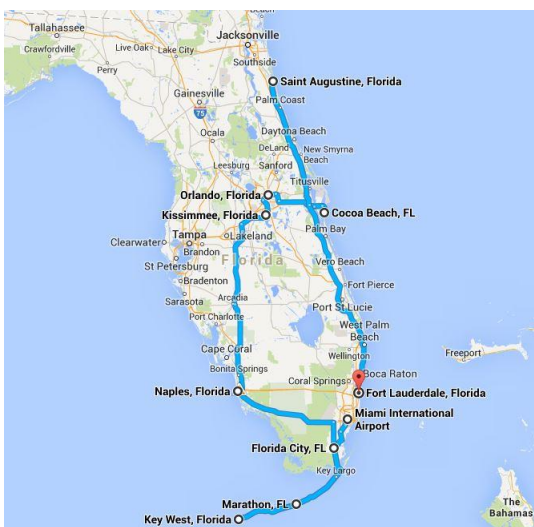 Beach
Tallahassee
Jacksonville
Crawfordville
Live Oak
Lake City
Southside
Perry
Saint Augustine, Florida
Gainesville
Palm Coast
75
Ocala
Daytona Beach
DeLand
New Smyrna
Beach
Leesburg
Sanford
Titusville
Orlando, Florida
Kissimmee, Florida
Cocoa Beach, FL
Tampa
Lakeland
Palm Bay
Clearwater
Brandon
Florida
St Petersburg
Vero Beach
Bradenton
Fort Pierce
Sarasota
Arcadia
Port St Lucie
Port Charlotte
West Palm
Beach
Cape Coral
Wellington
Freeport
Bonita Springs
Boca Raton
Coral Springs
Naples, Florida
Fort Lauderdale, Florida
Miami International
Airport
Florida City, FL
Key Largo
Marathon, FL
Key West, Florida
The
Bahamas